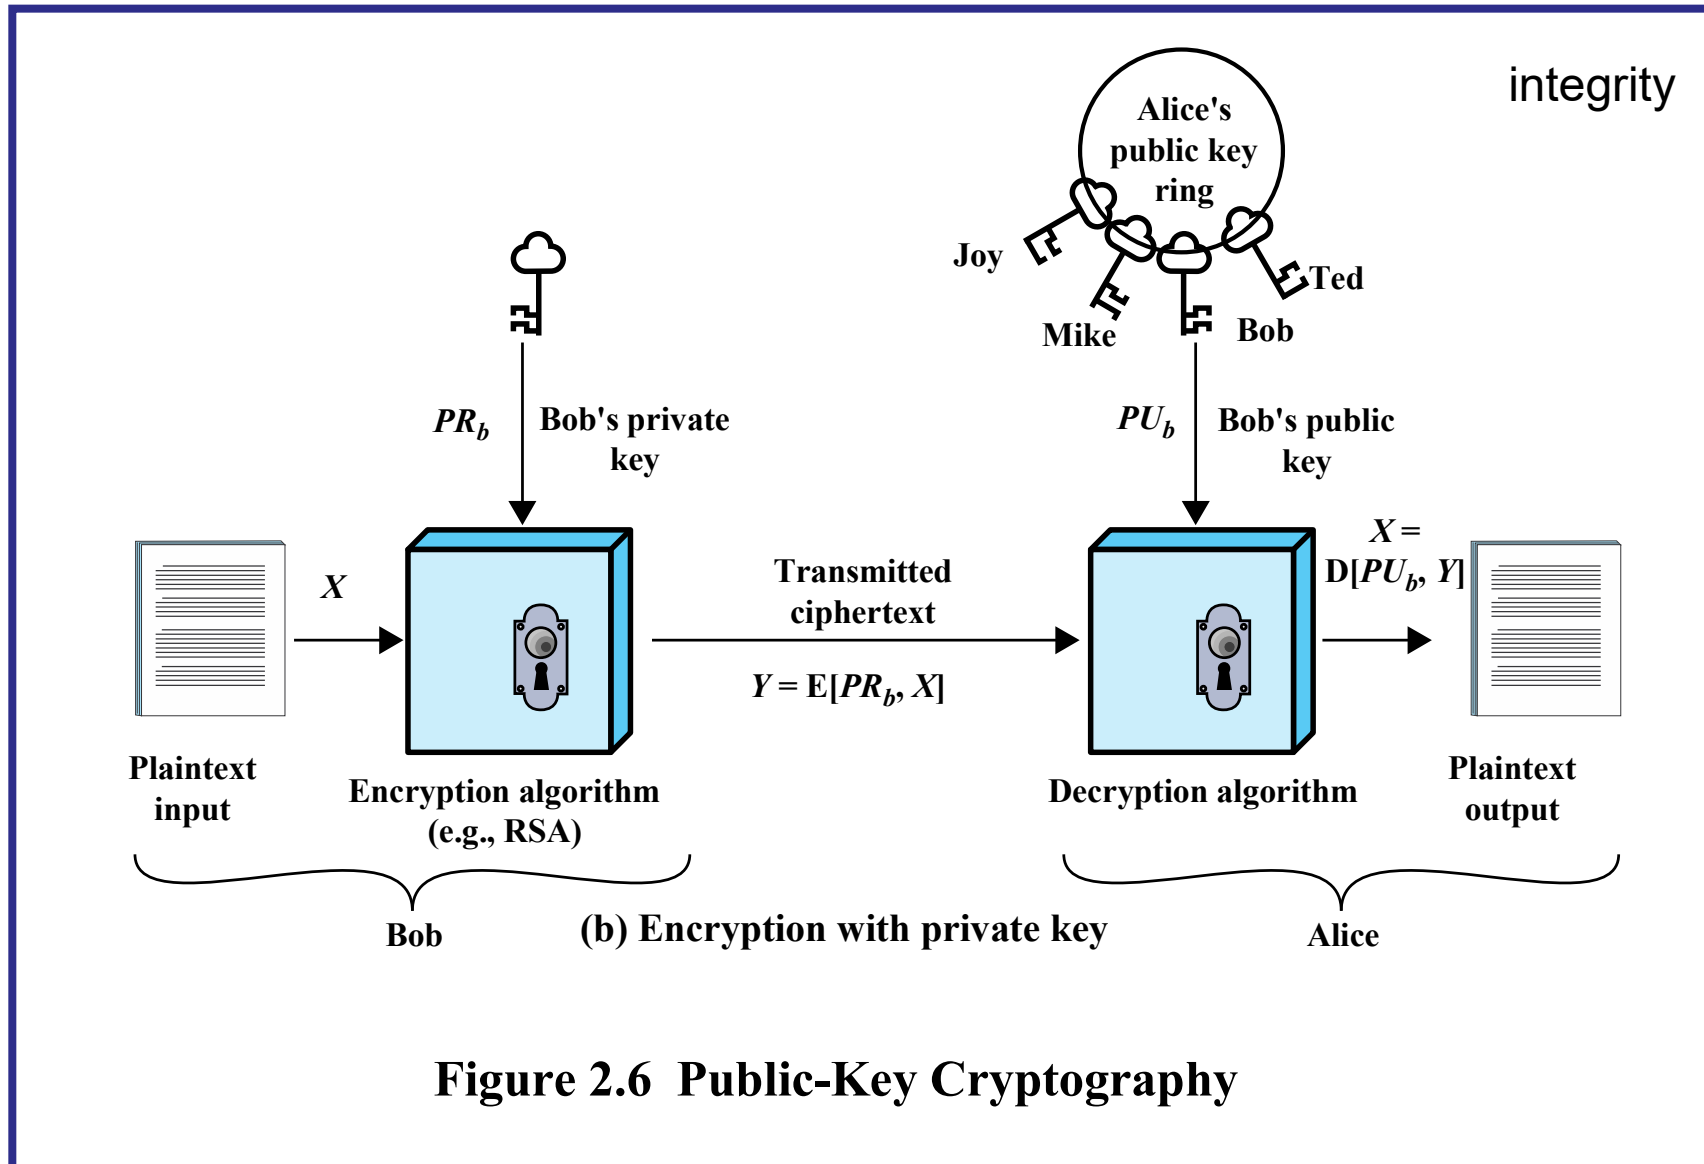 integrity
Alice's
public key
ring
Joy
Ted
Mike
Bob
PRb
Bob's private
key
PUb
Bob's public
key
X
Transmitted
ciphertext
X =
D[PUb, Y]
Y = E[PRb, X]
Plaintext
input
Encryption algorithm
(e.g., RSA)
Decryption algorithm
Plaintext
output
Bob
(b) Encryption with private key
Alice
Figure 2.6 Public-Key Cryptography